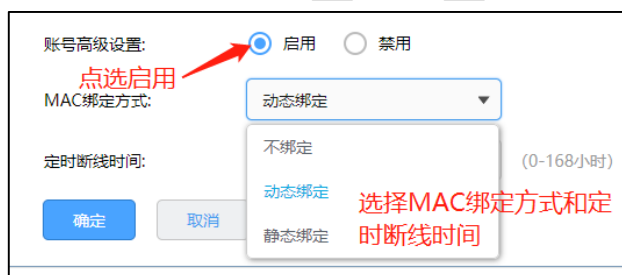 账号高级设置:
启用
禁用
点选启用
MAC绑定方式:
动态绑定
不绑定
定时断线时间:
(0-168小时)
动态绑定
选择MAC绑定方式和定
时断线时间
确定
取消
静态绑定